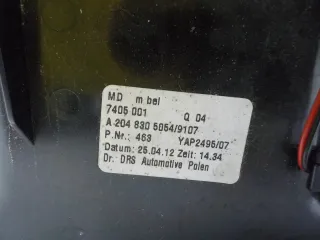 MD m bel
7405 001 Q 04
A 204 830 5954/9107
P.Nr.: 463 YAP2495/07
Datum: 25.04.12 Zeit: 14.34
Dr.: DRS Automotive Polen